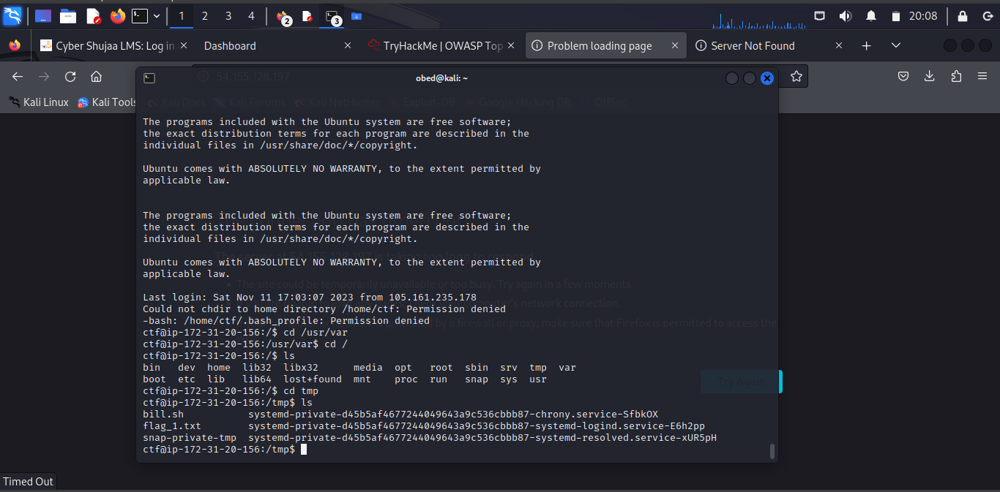 1 2 3 4 2 3 20:08
Cyber Shujaa LMS: Log in Dashboard TryHackMe | OWASP Top Problem loading page Server Not Found
54.155.128.197
obed@kali: ~
Kali Linux Kali Tools Kali Docs Kali Forums Kali NetHunter Exploit-DB Google Hacking DB OffSec
The programs included with the Ubuntu system are free software;
the exact distribution terms for each program are described in the
individual files in /usr/share/doc/*/copyright.
Ubuntu comes with ABSOLUTELY NO WARRANTY, to the extent permitted by
applicable law.
The programs included with the Ubuntu system are free software;
the exact distribution terms for each program are described in the
individual files in /usr/share/doc/*/copyright.
The server at 54.155.128.197 is taking too long to respond.
Ubuntu comes with ABSOLUTELY NO WARRANTY, to the extent permitted by
applicable law.
The site could be temporarily unavailable or too busy. Try again in a few moments.
Last login: Sat Nov 11 17:03:07 2023 from 105.161.235.178
computer's network connection.
Could not chdir to home directory /home/ctf: Permission denied
-bash: /home/ctf/.bash_profile: Permission denied
by a firewall or proxy, make sure that Firefox is permitted to access the
ctf@ip-172-31-20-156:/$ cd /usr/var
ctf@ip-172-31-20-156:/usr/var$ cd /
ctf@ip-172-31-20-156:/$ ls
bin dev home lib32 libx32 media opt root sbin srv tmp var
boot etc lib lib64 lost+found mnt proc run snap sys usr
Try Again
ctf@ip-172-31-20-156:/$ cd tmp
ctf@ip-172-31-20-156:/tmp$ ls
bill.sh systemd-private-d45b5af4677244049643a9c536cbbb87-chrony.service-SfbkOX
flag_1.txt systemd-private-d45b5af4677244049643a9c536cbbb87-systemd-logind.service-E6h2pp
snap-private-tmp systemd-private-d45b5af4677244049643a9c536cbbb87-systemd-resolved.service-xUR5pH
ctf@ip-172-31-20-156:/tmp$
Timed Out